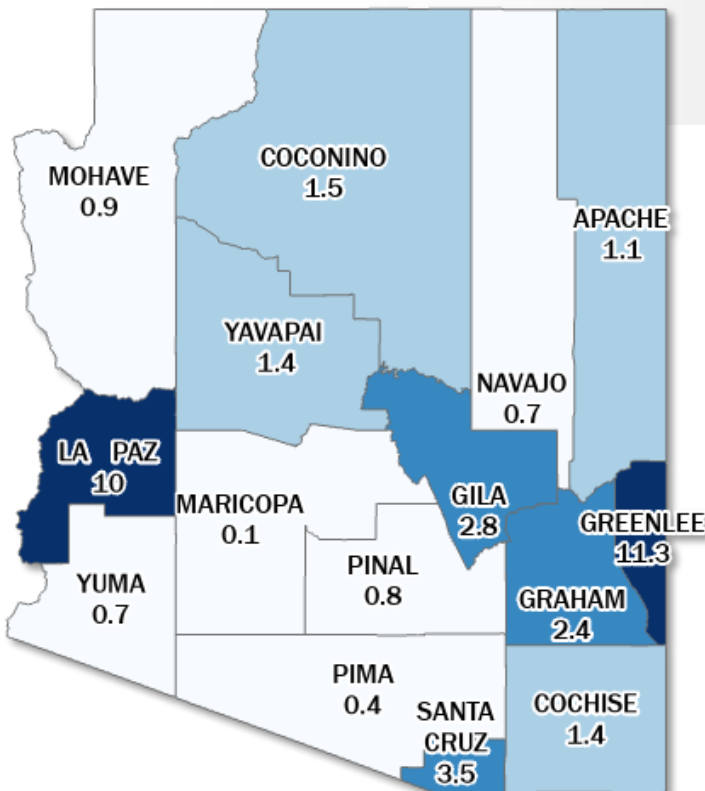 COCONINO
1.5
MOHAVE
0.9
APACHE
1.1
YAVAPAI
1.4
NAVAJO
0.7
LA PAZ
10
MARICOPA
0.1
GILA
2.8
GREENLEE
11.3
PINAL
0.8
YUMA
0.7
GRAHAM
2.4
PIMA
0.4
SANTA
CRUZ
3.5
COCHISE
1.4